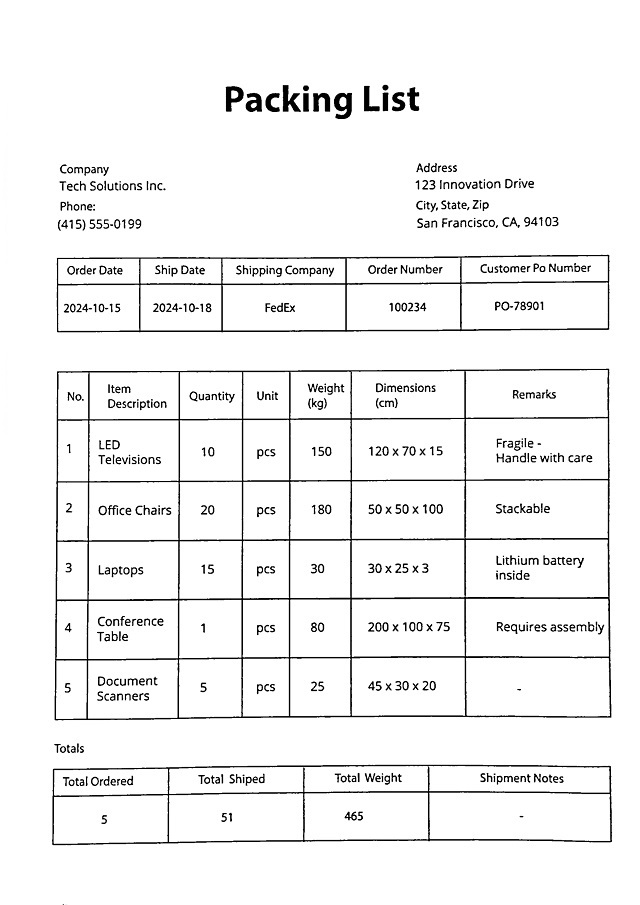 Packing List
Company
Tech Solutions Inc.
Phone:
(415) 555-0199
Address
123 Innovation Drive
City, State, Zip
San Francisco, CA, 94103
Order Date Ship Date Shipping Company Order Number Customer Po Number
2024-10-15 2024-10-18 FedEx 100234 PO-78901
No. Item Description Quantity Unit Weight (kg) Dimensions (cm) Remarks
1 LED Televisions 10 pcs 150 120 x 70 x 15 Fragile - Handle with care
2 Office Chairs 20 pcs 180 50 x 50 x 100 Stackable
3 Laptops 15 pcs 30 30 x 25 x 3 Lithium battery inside
4 Conference Table 1 pcs 80 200 x 100 x 75 Requires assembly
5 Document Scanners 5 pcs 25 45 x 30 x 20 -
Totals
Total Ordered Total Shiped Total Weight Shipment Notes
5 51 465 -